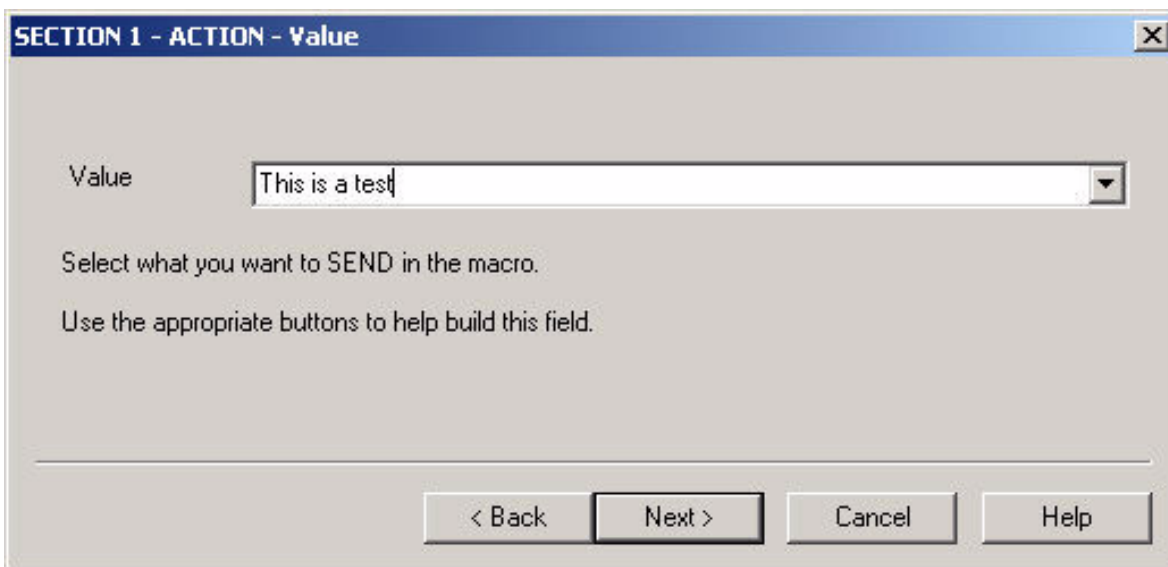 SECTION 1 - ACTION - Value
Value This is a test
Select what you want to SEND in the macro.
Use the appropriate buttons to help build this field.
< Back Next > Cancel Help